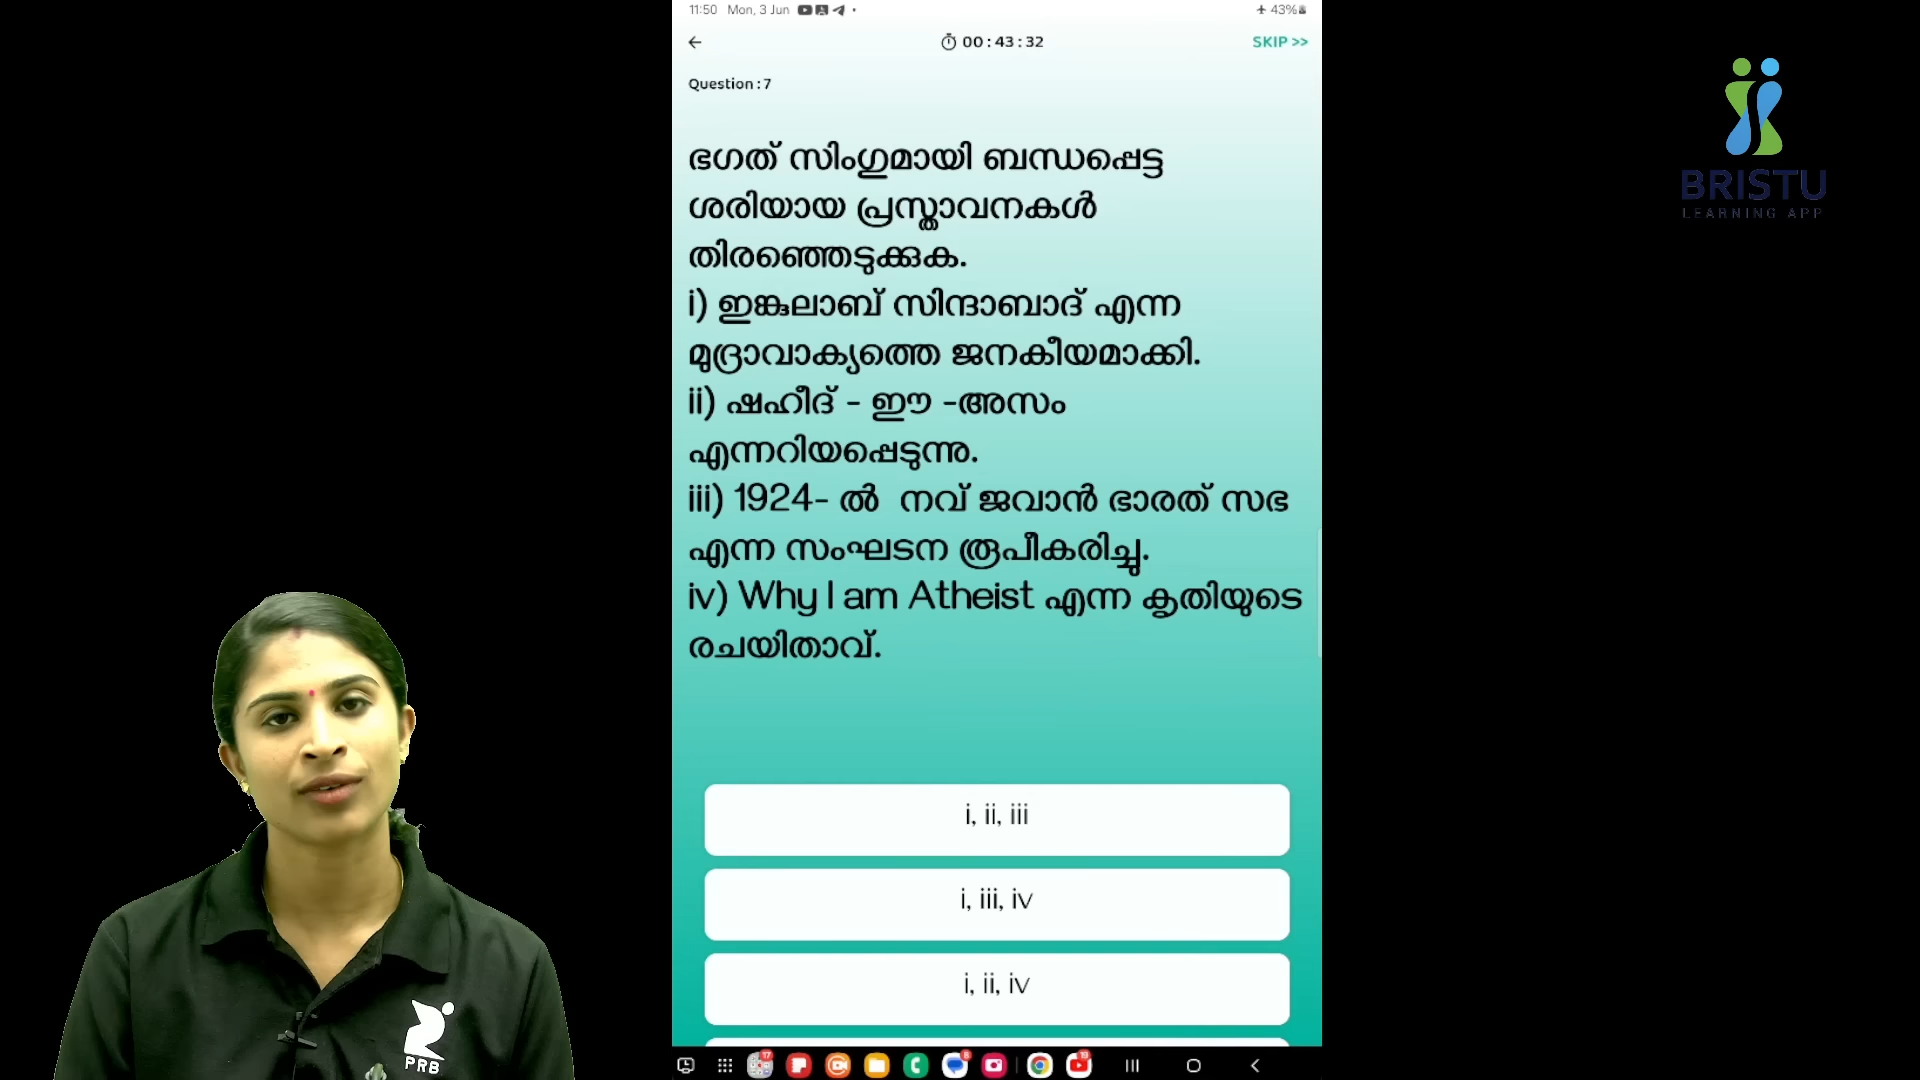 11:50 Mon, 3 Jun
43%
00 : 43 : 32
SKIP >>
Question : 7
ഭഗത് സിംഗുമായി ബന്ധപ്പെട്ട
ശരിയായ പ്രസ്താവനകൾ
തിരഞ്ഞെടുക്കുക.
i) ഇങ്കുലാബ് സിന്ദാബാദ് എന്ന
മുദ്രാവാക്യത്തെ ജനകീയമാക്കി.
ii) ഷഹീദ് - ഈ -അസം
എന്നറിയപ്പെടുന്നു.
iii) 1924- ൽ നവ് ജവാൻ ഭാരത് സഭ
എന്ന സംഘടന രൂപീകരിച്ചു.
iv) Why I am Atheist എന്ന കൃതിയുടെ
രചയിതാവ്.
i, ii, iii
i, iii, iv
i, ii, iv
BRISTU
LEARNING APP
PRB